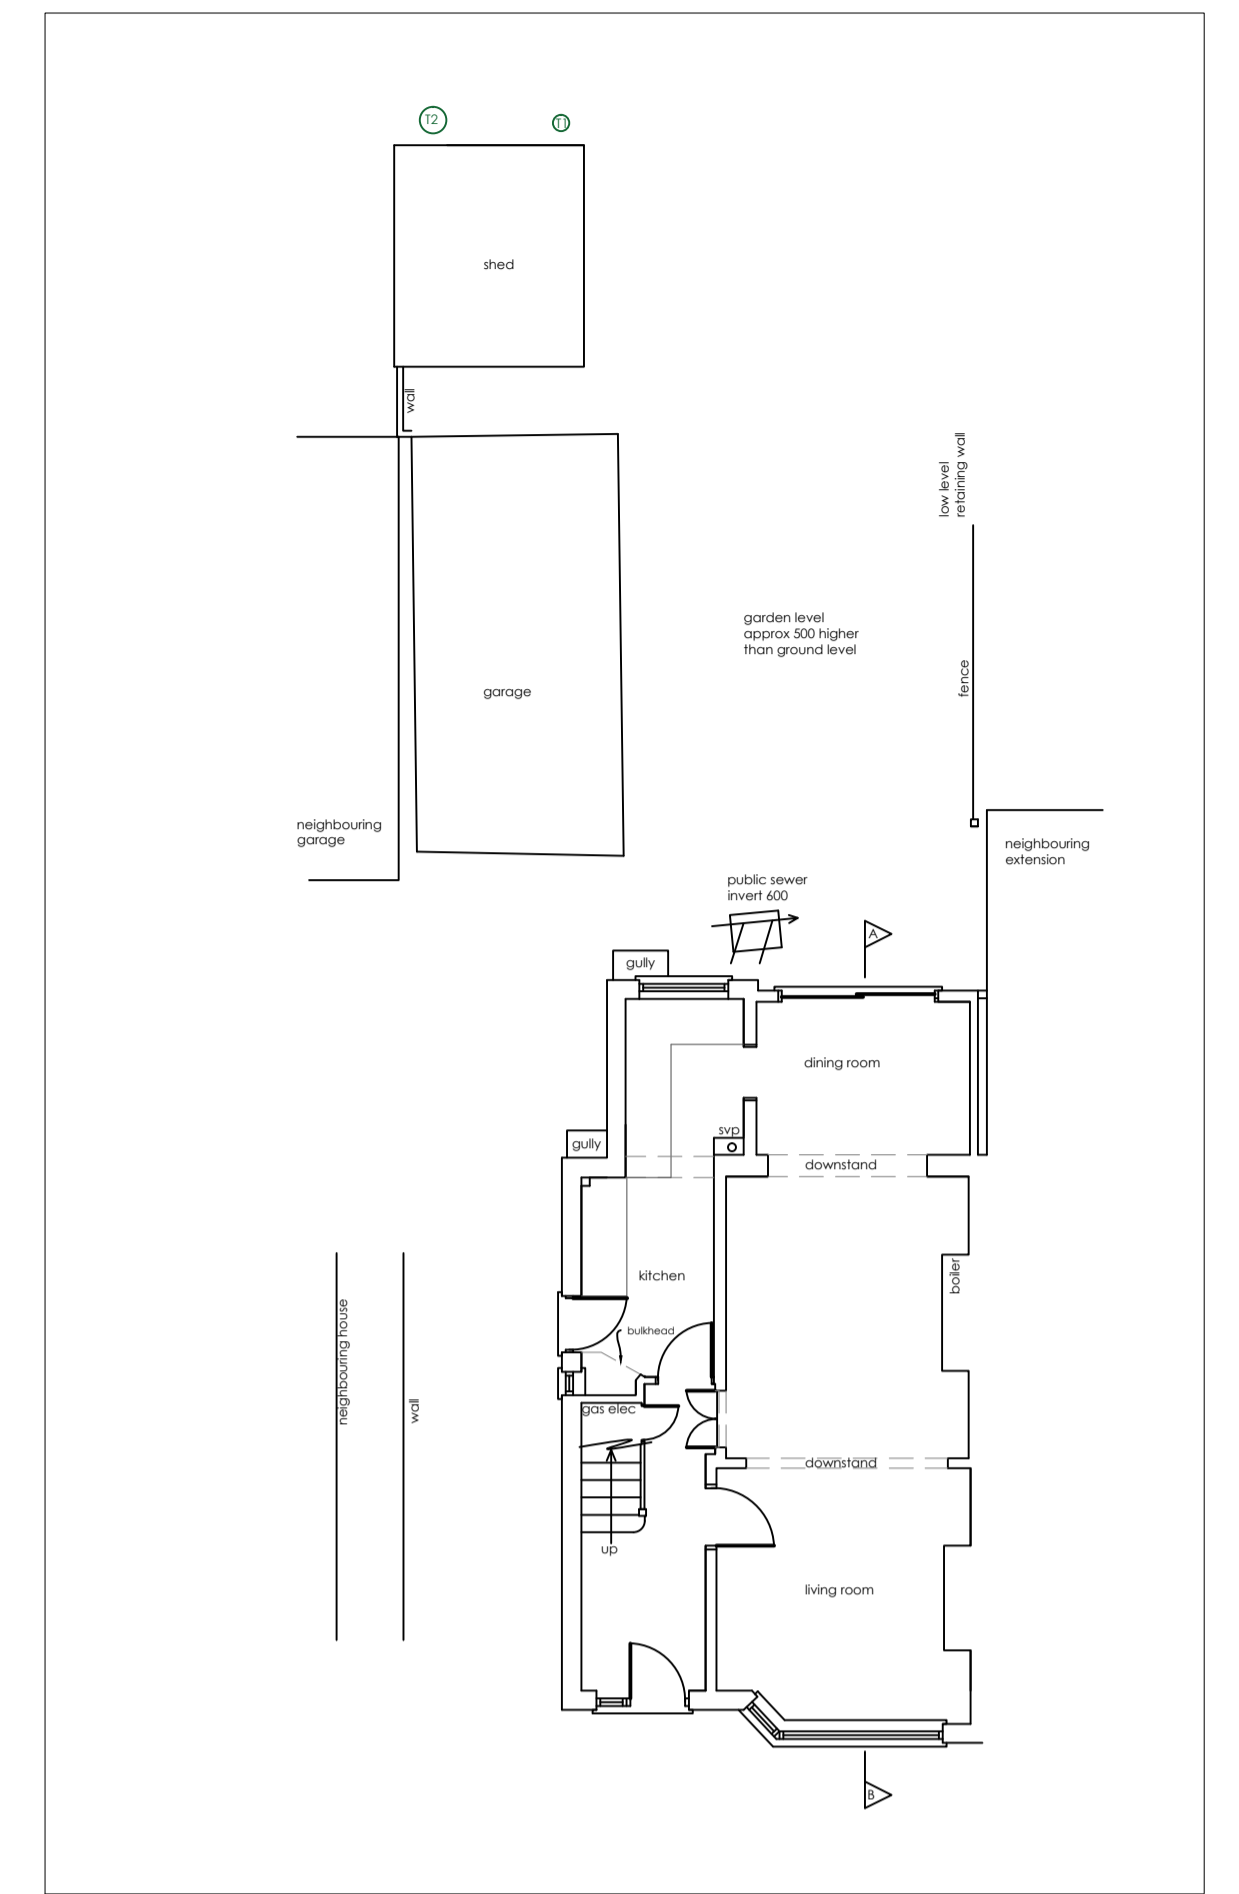 T2
T1
shed
wall
low level
retaining wall
garden level
approx 500 higher
than ground level
fence
garage
neighbouring
garage
neighbouring
extension
public sewer
invert 600
A
gully
dining room
svp
gully
downstand
kitchen
boiler
bulkhead
neighbouring house
wall
gas elec
downstand
up
living room
B